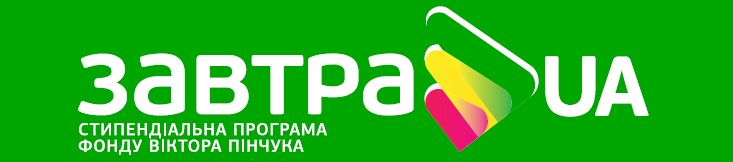 завтра UA
СТИПЕНДІАЛЬНА ПРОГРАМА
ФОНДУ ВІКТОРА ПІНЧУКА